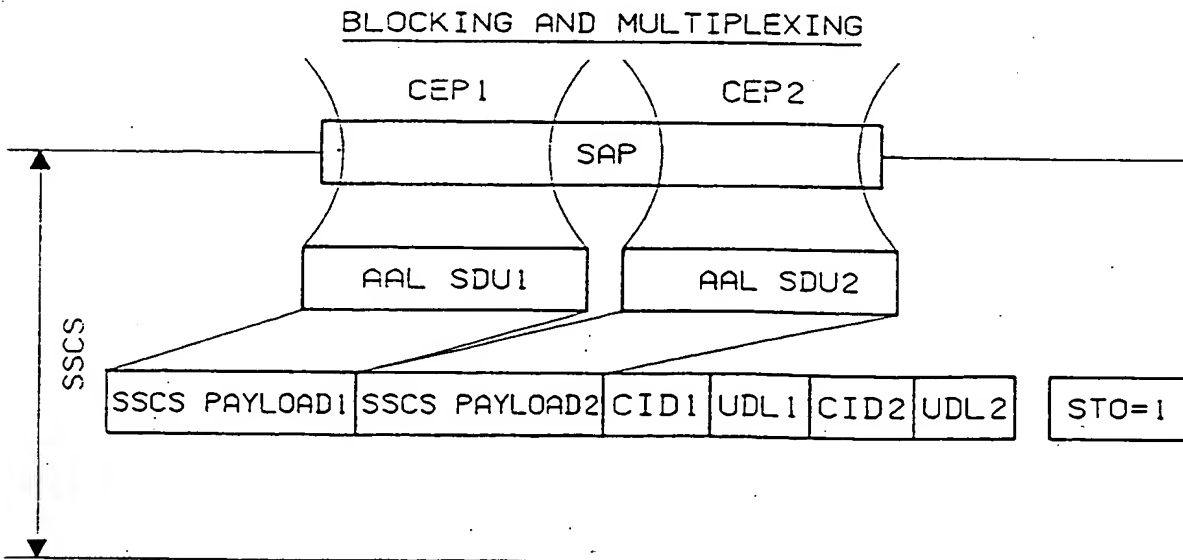 BLOCKING AND MULTIPLEXING
CEP1 CEP2
SAP
AAL SDU1 AAL SDU2
SSCS
SSCS PAYLOAD1 SSCS PAYLOAD2 CID1 UDL1 CID2 UDL2 STO=1